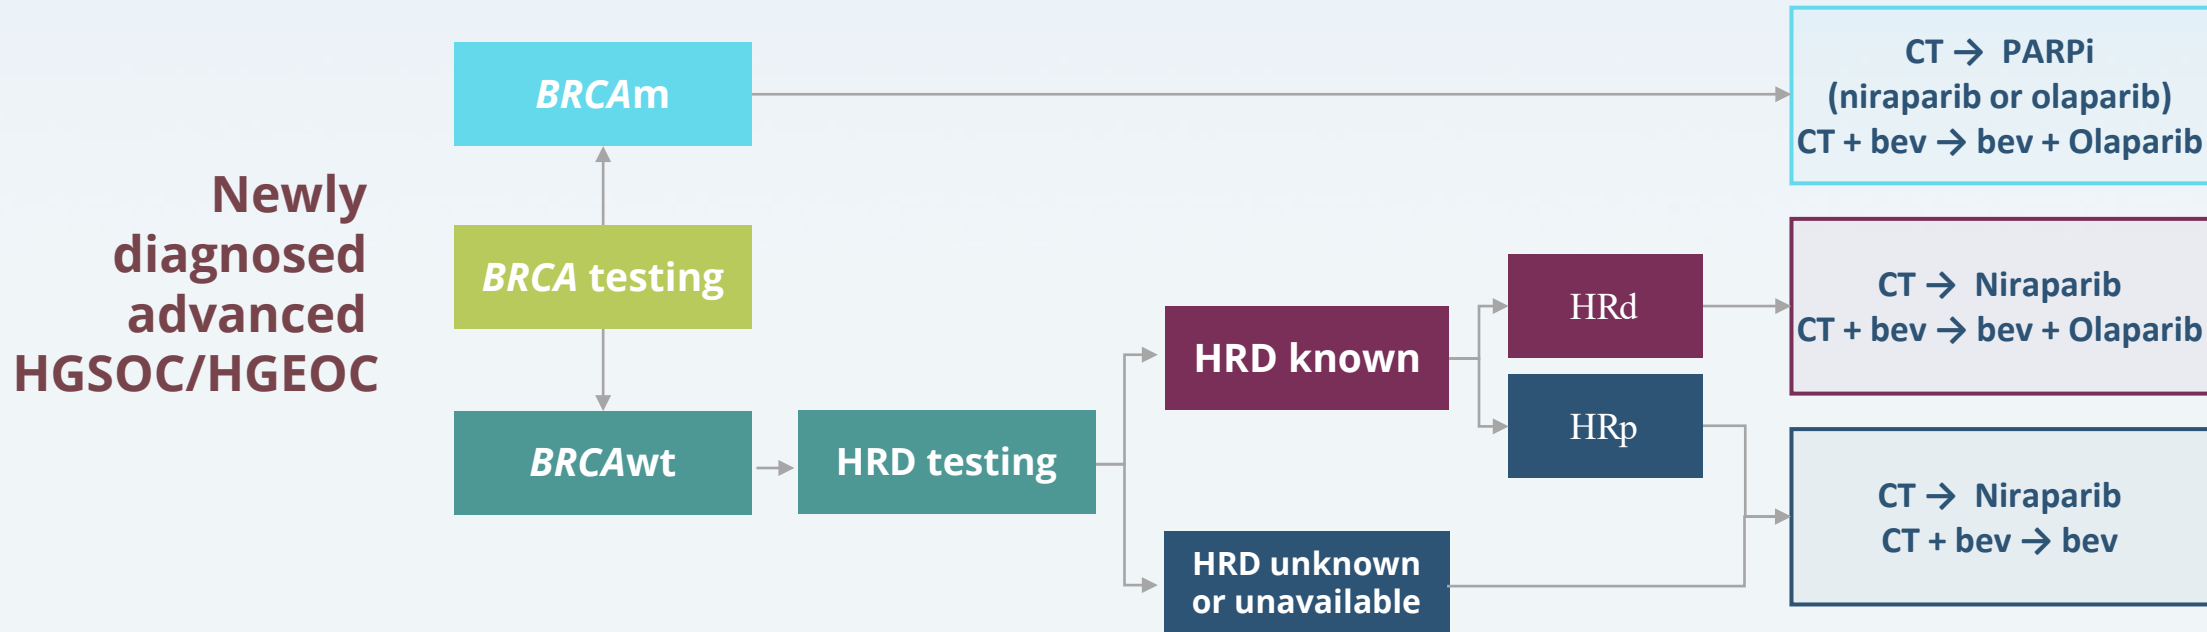 Newly
diagnosed
advanced
HGSOC/HGEOC
BRCAm
BRCA testing
BRCAwt
HRD testing
HRD known
HRD unknown
or unavailable
HRd
HRp
CT → PARPi
(niraparib or olaparib)
CT + bev → bev + Olaparib
CT → Niraparib
CT + bev → bev + Olaparib
CT → Niraparib
CT + bev → bev